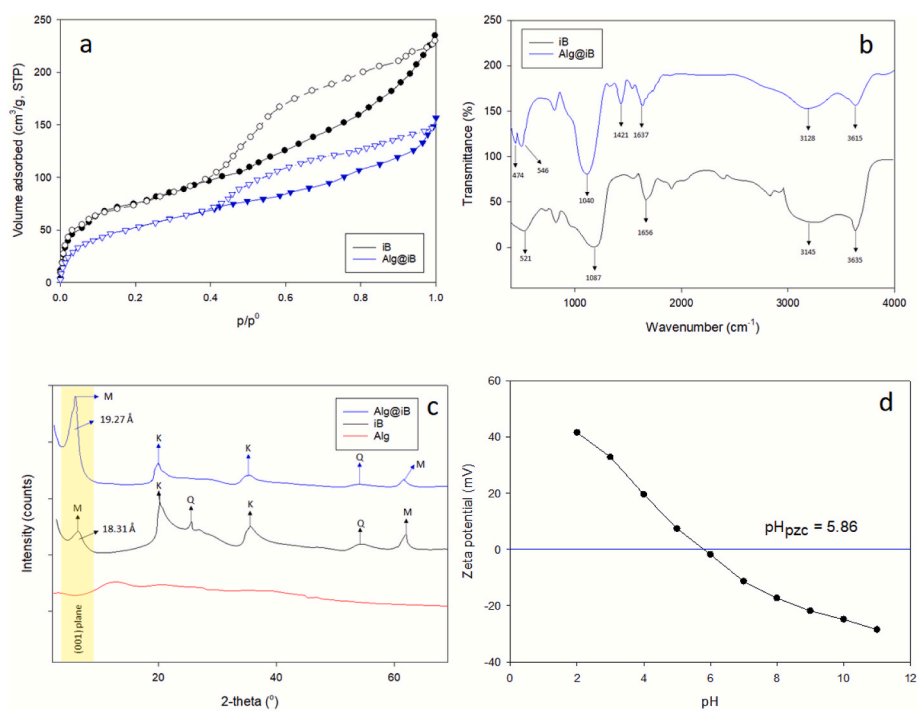 a
Volume adsorbed (cm3/g, STP)
250
200
150
100
50
0
0.0 0.2 0.4 0.6 0.8 1.0
p/p0
iB
Alg@iB
b
Transmittance (%)
250
200
150
100
50
0
1000 2000 3000 4000
Wavenumber (cm-1)
iB
Alg@iB
474
546
1040
1421
1637
3128
3615
521
1087
1656
3145
3635
c
Intensity (counts)
20 40 60
2-theta (o)
Alg@iB
iB
Alg
M
19.27 Å
K
K
Q
M
M
18.31 Å
K
Q
K
Q
M
(001) plane
d
Zeta potential (mV)
60
40
20
0
-20
-40
0 2 4 6 8 10 12
pH
pHpzc = 5.86